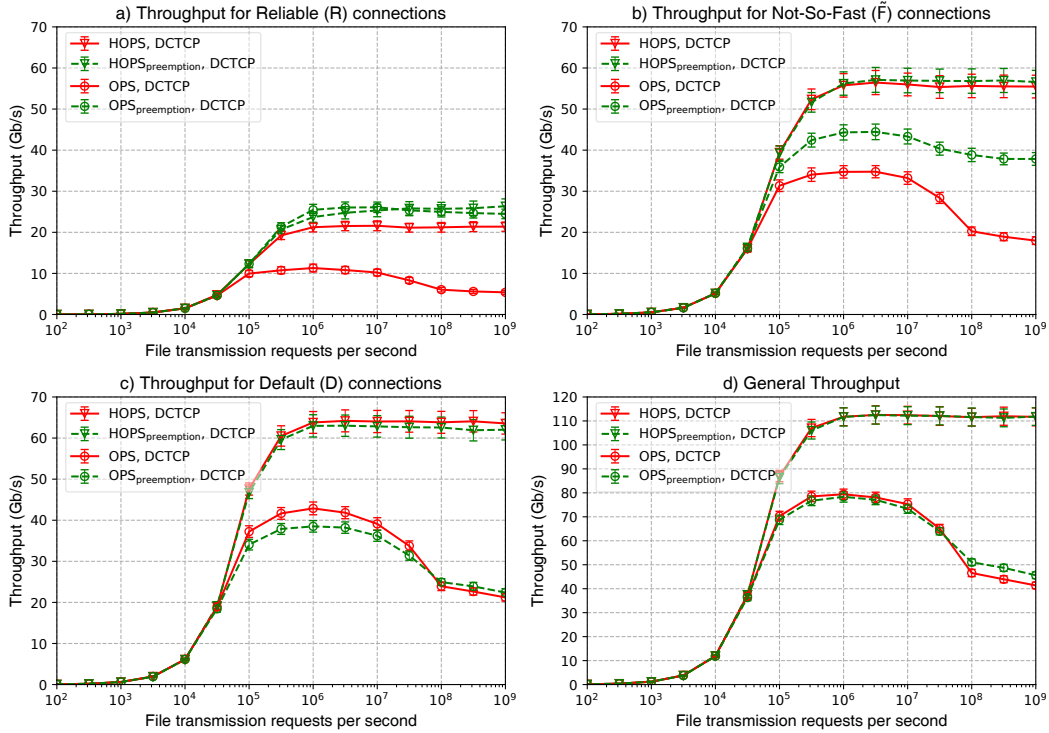 a) Throughput for Reliable (R) connections
Throughput (Gb/s)
70
60
50
40
30
20
10
0
HOPS, DCTCP
HOPSpreemption, DCTCP
OPS, DCTCP
OPSpreemption, DCTCP
10² 10³ 10⁴ 10⁵ 10⁶ 10⁷ 10⁸ 10⁹
File transmission requests per second
b) Throughput for Not-So-Fast (F̃) connections
Throughput (Gb/s)
70
60
50
40
30
20
10
0
HOPS, DCTCP
HOPSpreemption, DCTCP
OPS, DCTCP
OPSpreemption, DCTCP
10² 10³ 10⁴ 10⁵ 10⁶ 10⁷ 10⁸ 10⁹
File transmission requests per second
c) Throughput for Default (D) connections
Throughput (Gb/s)
70
60
50
40
30
20
10
0
HOPS, DCTCP
HOPSpreemption, DCTCP
OPS, DCTCP
OPSpreemption, DCTCP
10² 10³ 10⁴ 10⁵ 10⁶ 10⁷ 10⁸ 10⁹
File transmission requests per second
d) General Throughput
Throughput (Gb/s)
120
110
100
90
80
70
60
50
40
30
20
10
0
HOPS, DCTCP
HOPSpreemption, DCTCP
OPS, DCTCP
OPSpreemption, DCTCP
10² 10³ 10⁴ 10⁵ 10⁶ 10⁷ 10⁸ 10⁹
File transmission requests per second